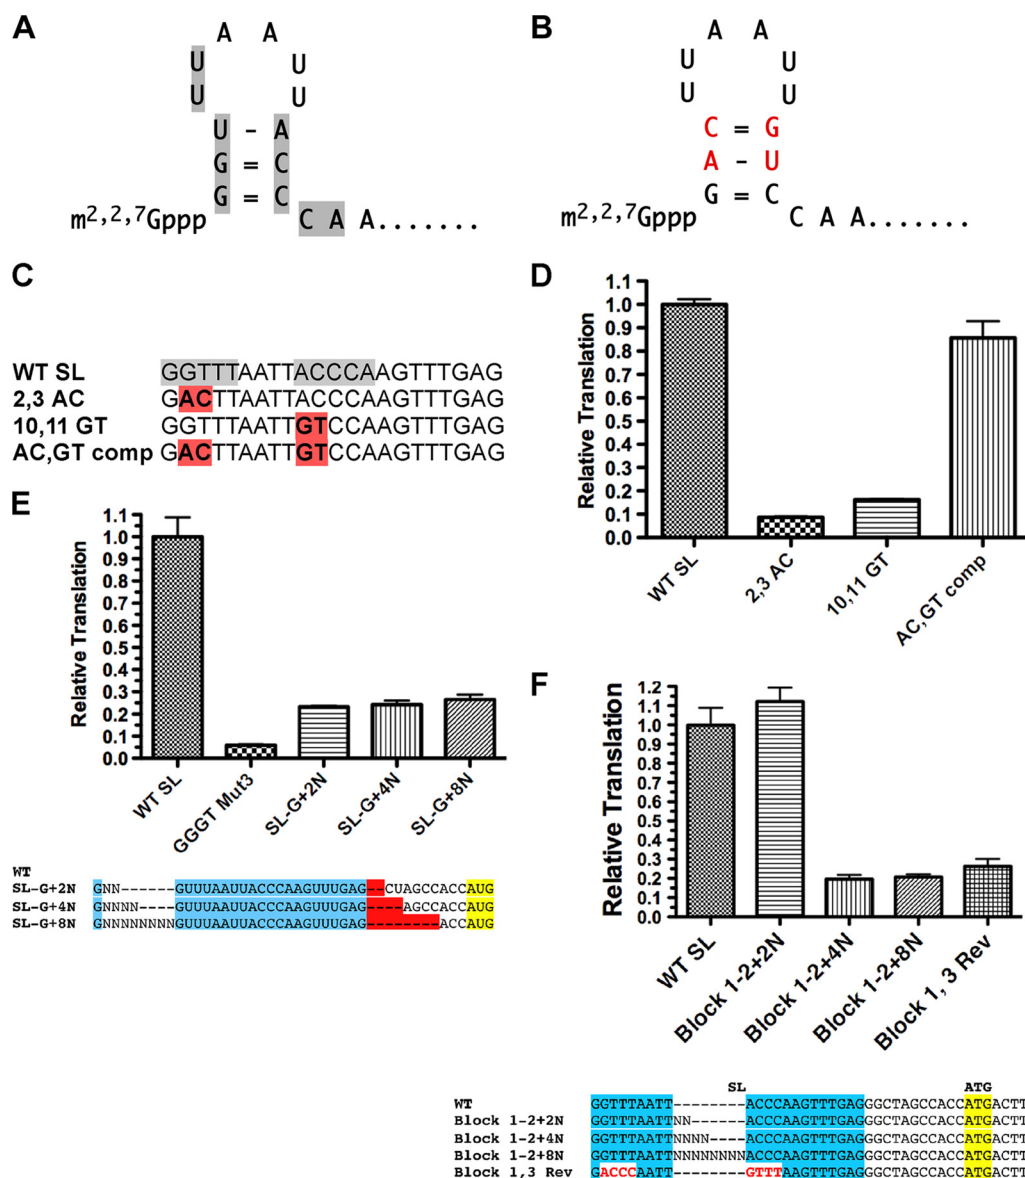 A
A A
U U
U U
U - A
G = C
G = C
m2,2,7Gppp C A A.......
B
A A
U U
U U
C = G
A - U
G = C
m2,2,7Gppp C A A.......
C
WT SL GGTTTAATTACCCAAGTTTGAG
2,3 AC GACTTAATTACCCAAGTTTGAG
10,11 GT GGTTTAATTGTCCAAGTTTGAG
AC,GT comp GACTTAATTGTCCAAGTTTGAG
D
Relative Translation
1.1
1.0
0.9
0.8
0.7
0.6
0.5
0.4
0.3
0.2
0.1
0.0
WT SL
2,3 AC
10,11 GT
AC,GT comp
E
Relative Translation
1.1
1.0
0.9
0.8
0.7
0.6
0.5
0.4
0.3
0.2
0.1
0.0
WT SL
GGGT Mut3
SL-G+2N
SL-G+4N
SL-G+8N
WT
SL-G+2N GNN------GUUUAAUUACCCAAGUUUGAG--CUAGCCACCAUG
SL-G+4N GNNNN----GUUUAAUUACCCAAGUUUGAG----AGCCACCAUG
SL-G+8N GNNNNNNNNGUUUAAUUACCCAAGUUUGAG--------ACCAUG
F
Relative Translation
1.2
1.1
1.0
0.9
0.8
0.7
0.6
0.5
0.4
0.3
0.2
0.1
0.0
WT SL
Block 1-2+2N
Block 1-2+4N
Block 1-2+8N
Block 1, 3 Rev
SL ATG
WT GGTTTAATT--------ACCCAAGTTTGAGGGCTAGCCACCATGACTT
Block 1-2+2N GGTTTAATTNN------ACCCAAGTTTGAGGGCTAGCCACCATGACTT
Block 1-2+4N GGTTTAATTNNNN----ACCCAAGTTTGAGGGCTAGCCACCATGACTT
Block 1-2+8N GGTTTAATTNNNNNNNNACCCAAGTTTGAGGGCTAGCCACCATGACTT
Block 1,3 Rev GACCCAATT--------GTTTAAGTTTGAGGGCTAGCCACCATGACTT